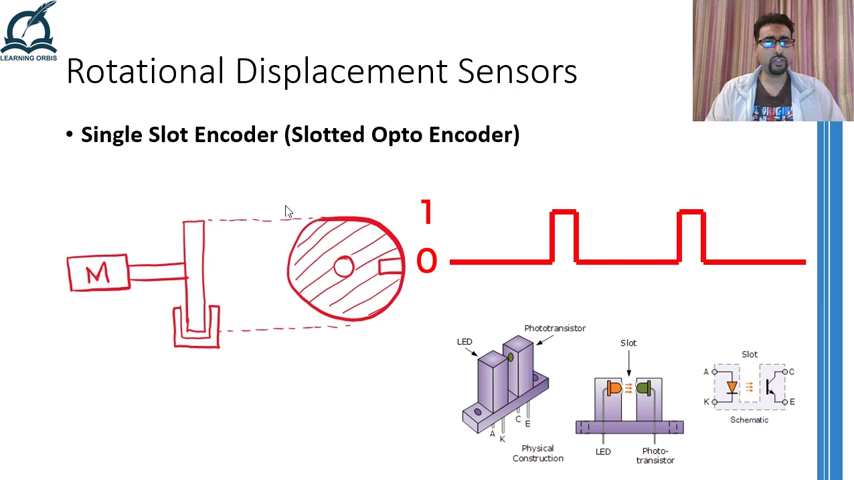 LEARNING ORBIS
Rotational Displacement Sensors
• Single Slot Encoder (Slotted Opto Encoder)
1
0
M
LED
Phototransistor
A
K
C
E
Physical
Construction
Slot
LED
Photo-
transistor
Slot
A
C
K
E
Schematic